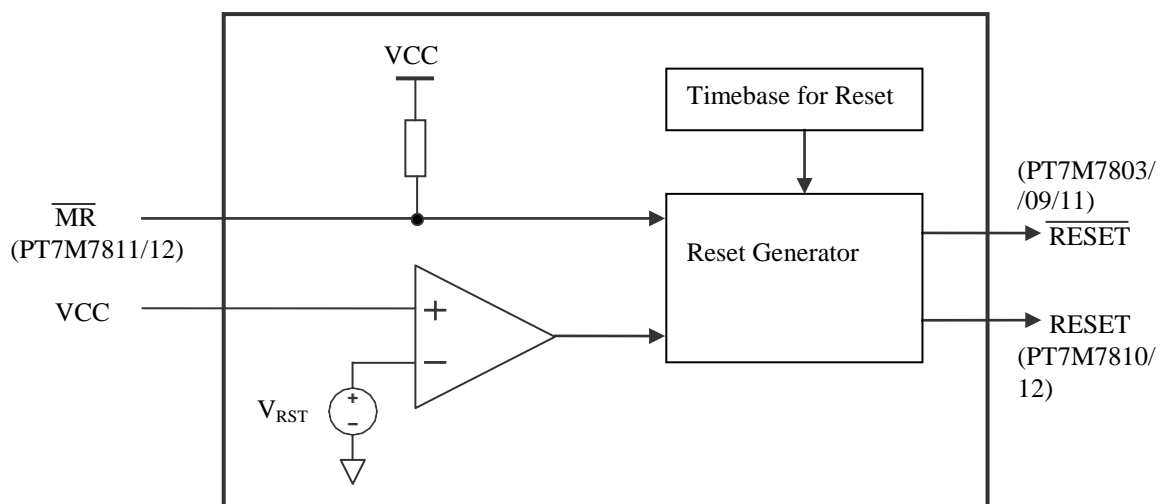 VCC
Timebase for Reset
(PT7M7803/
/09/11)
MR
(PT7M7811/12)
RESET
Reset Generator
VCC
+
−
RESET
(PT7M7810/
12)
VRST
+
−